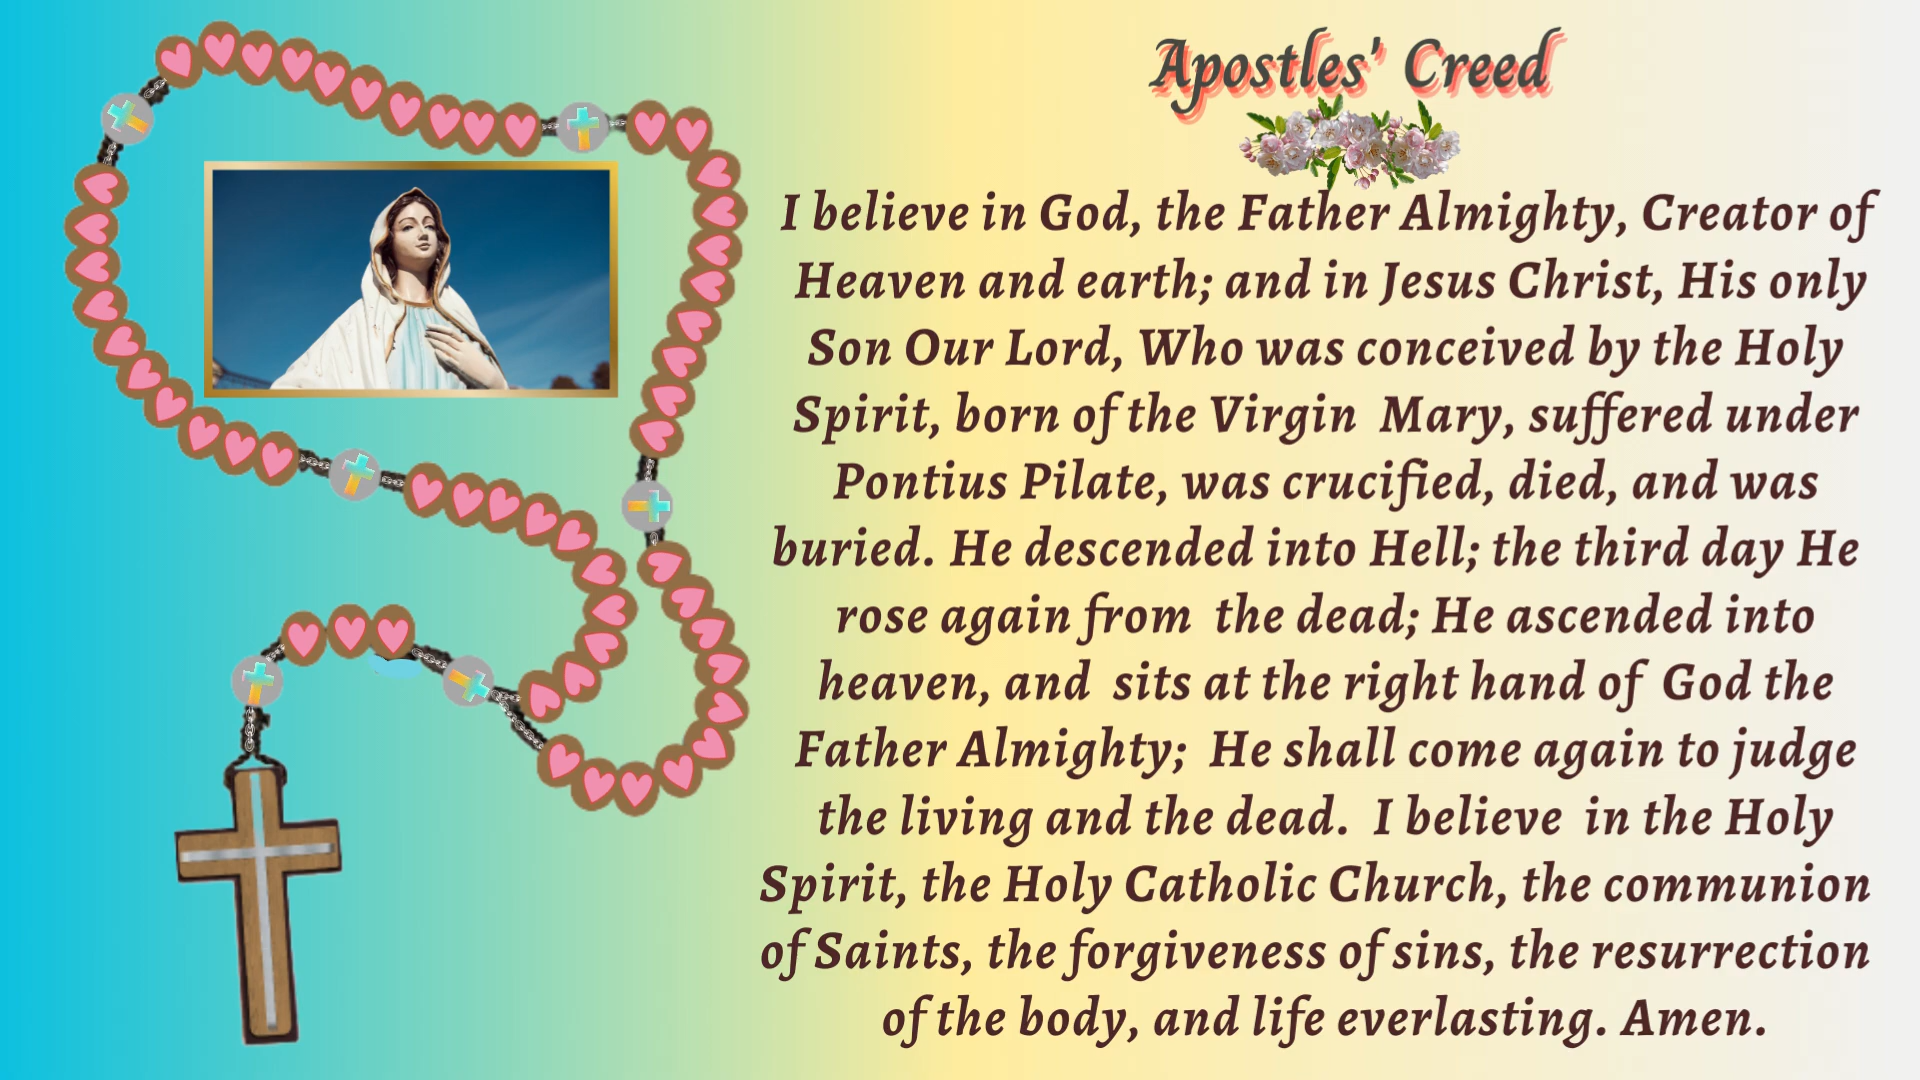 Apostles' Creed
I believe in God, the Father Almighty, Creator of
Heaven and earth; and in Jesus Christ, His only
Son Our Lord, Who was conceived by the Holy
Spirit, born of the Virgin Mary, suffered under
Pontius Pilate, was crucified, died, and was
buried. He descended into Hell; the third day He
rose again from the dead; He ascended into
heaven, and sits at the right hand of God the
Father Almighty; He shall come again to judge
the living and the dead. I believe in the Holy
Spirit, the Holy Catholic Church, the communion
of Saints, the forgiveness of sins, the resurrection
of the body, and life everlasting. Amen.